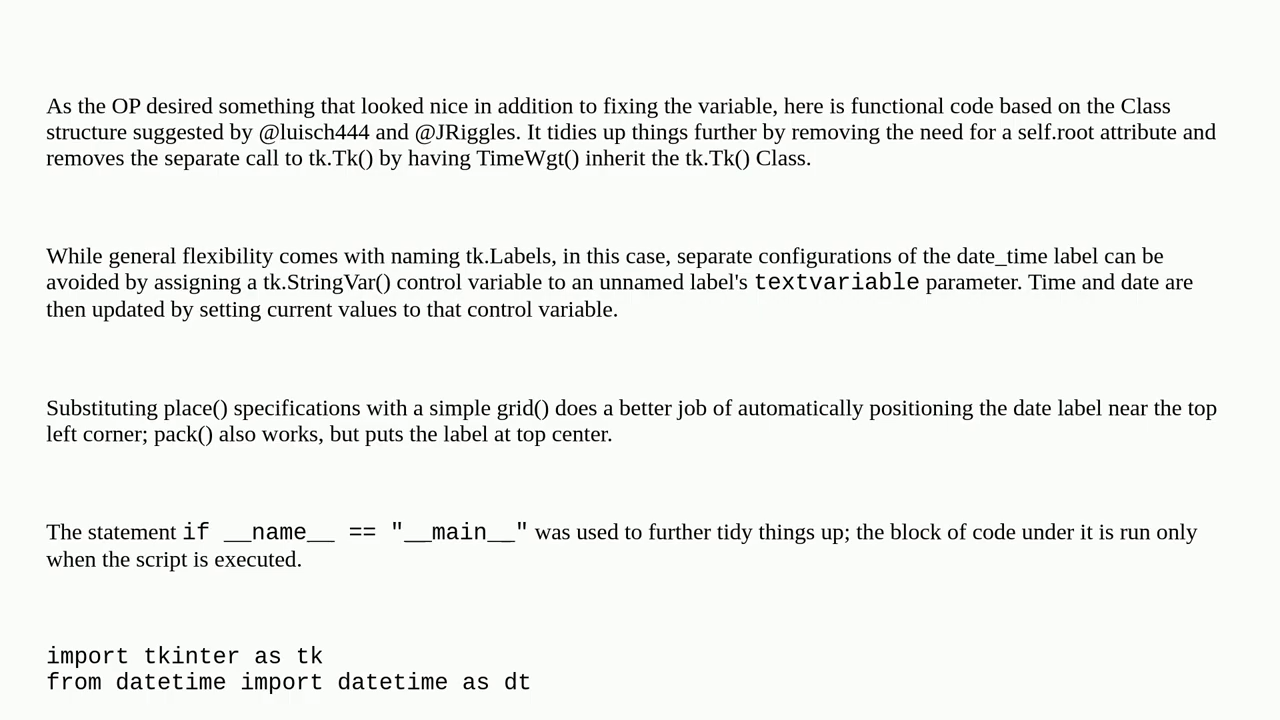 As the OP desired something that looked nice in addition to fixing the variable, here is functional code based on the Class
structure suggested by @luisch444 and @JRiggles. It tidies up things further by removing the need for a self.root attribute and
removes the separate call to tk.Tk() by having TimeWgt() inherit the tk.Tk() Class.
While general flexibility comes with naming tk.Labels, in this case, separate configurations of the date_time label can be
avoided by assigning a tk.StringVar() control variable to an unnamed label's textvariable parameter. Time and date are
then updated by setting current values to that control variable.
Substituting place() specifications with a simple grid() does a better job of automatically positioning the date label near the top
left corner; pack() also works, but puts the label at top center.
The statement if __name__ == "__main__" was used to further tidy things up; the block of code under it is run only
when the script is executed.
import tkinter as tk
from datetime import datetime as dt